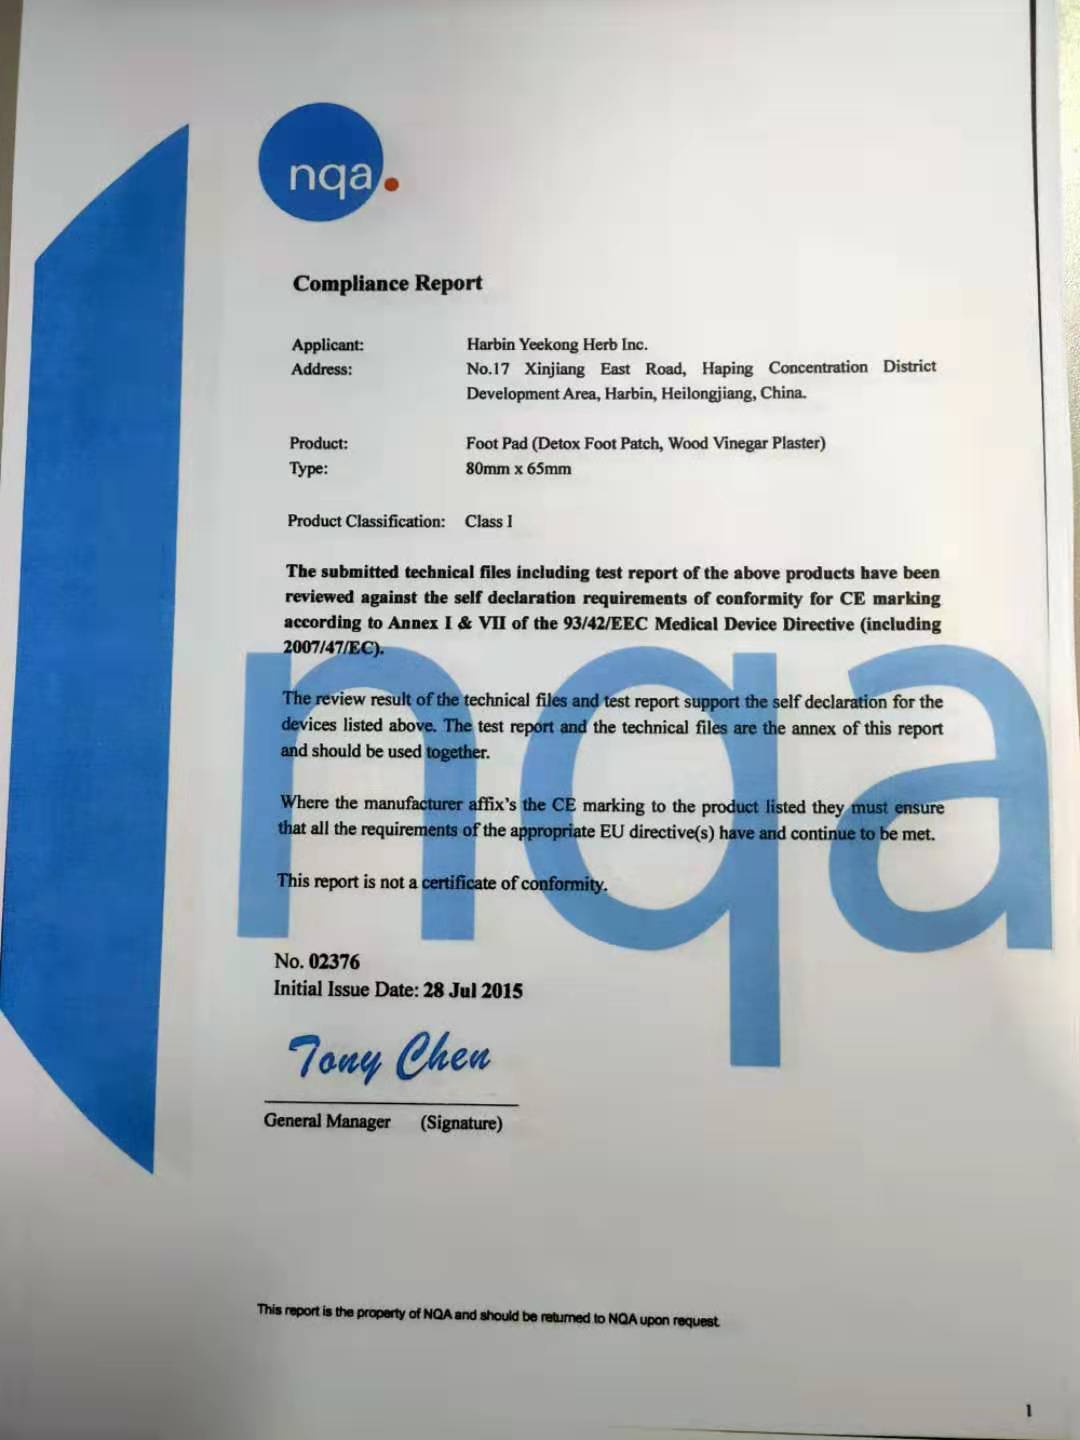 nqa.
Compliance Report
Applicant: Harbin Yeekong Herb Inc.
Address: No.17 Xinjiang East Road, Haping Concentration District
Development Area, Harbin, Heilongjiang, China.
Product: Foot Pad (Detox Foot Patch, Wood Vinegar Plaster)
Type: 80mm x 65mm
Product Classification: Class I
The submitted technical files including test report of the above products have been
reviewed against the self declaration requirements of conformity for CE marking
according to Annex I & VII of the 93/42/EEC Medical Device Directive (including
2007/47/EC).
nqa
The review result of the technical files and test report support the self declaration for the
devices listed above. The test report and the technical files are the annex of this report
and should be used together.
Where the manufacturer affix's the CE marking to the product listed they must ensure
that all the requirements of the appropriate EU directive(s) have and continue to be met.
This report is not a certificate of conformity.
No. 02376
Initial Issue Date: 28 Jul 2015
Tony Chen
General Manager (Signature)
This report is the property of NQA and should be returned to NQA upon request.
1